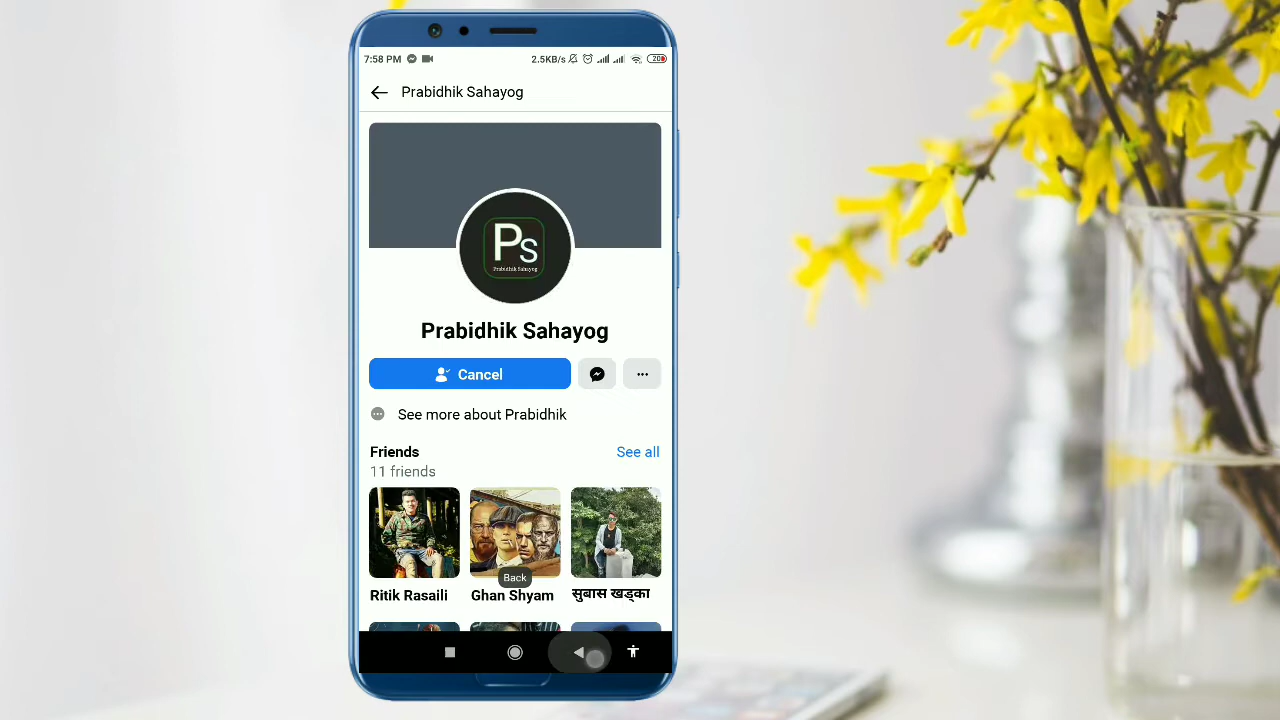 7:58 PM 2.5KB/s 20
Prabidhik Sahayog
Ps
Prabidhik Sahayog
Prabidhik Sahayog
Cancel
See more about Prabidhik
Friends See all
11 friends
Back
Ritik Rasaili Ghan Shyam सुबास खड्का